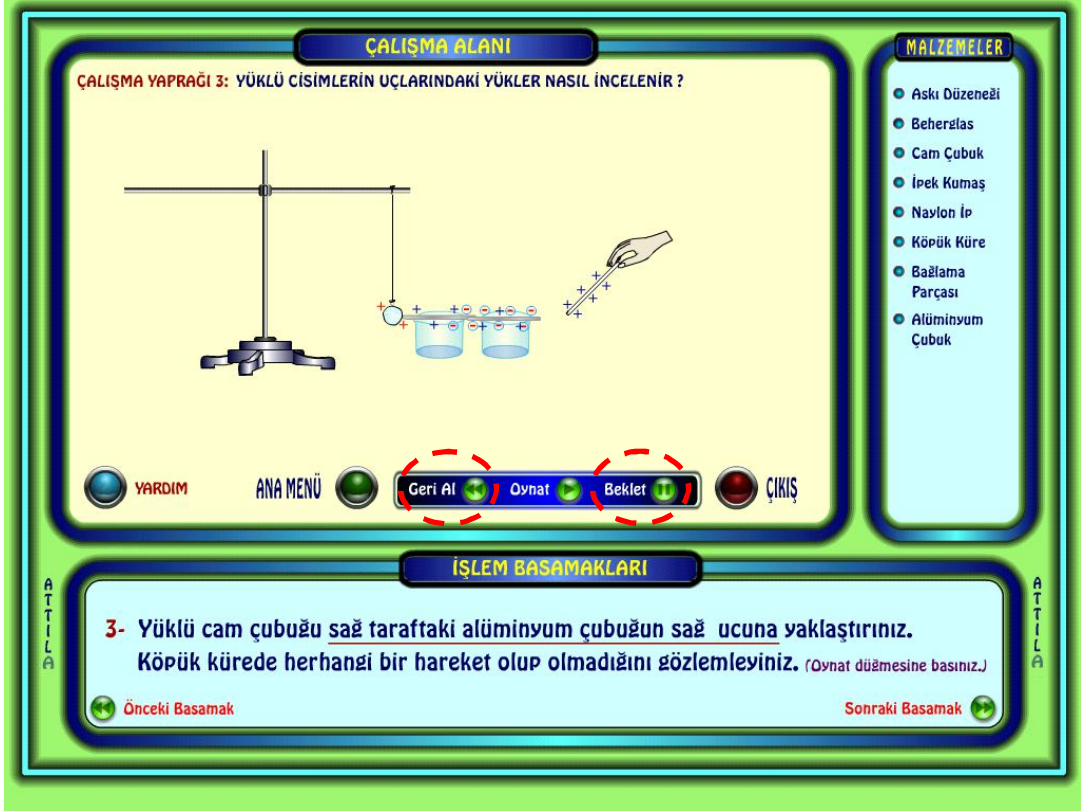 ÇALIŞMA ALANI
ÇALIŞMA YAPRAĞI 3: YÜKLÜ CİSİMLERİN UÇLARINDAKİ YÜKLER NASIL İNCELENİR ?
YARDIM
ANA MENÜ
Geri Al
Oynat
Beklet
ÇIKIŞ
MALZEMELER
Askı Düzeneği
Beherglas
Cam Çubuk
İpek Kumaş
Naylon İp
Köpük Küre
Bağlama
Parçası
Alüminyum
Çubuk
İŞLEM BASAMAKLARI
3- Yüklü cam çubuğu sağ taraftaki alüminyum çubuğun sağ ucuna yaklaştırınız.
Köpük kürede herhangi bir hareket olup olmadığını gözlemleyiniz. (Oynat düğmesine basınız.)
Önceki Basamak
Sonraki Basamak
ATTILA
ATTILA